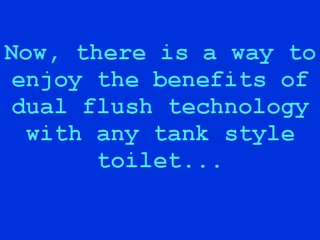 Now, there is a way to
enjoy the benefits of
dual flush technology
with any tank style
toilet...